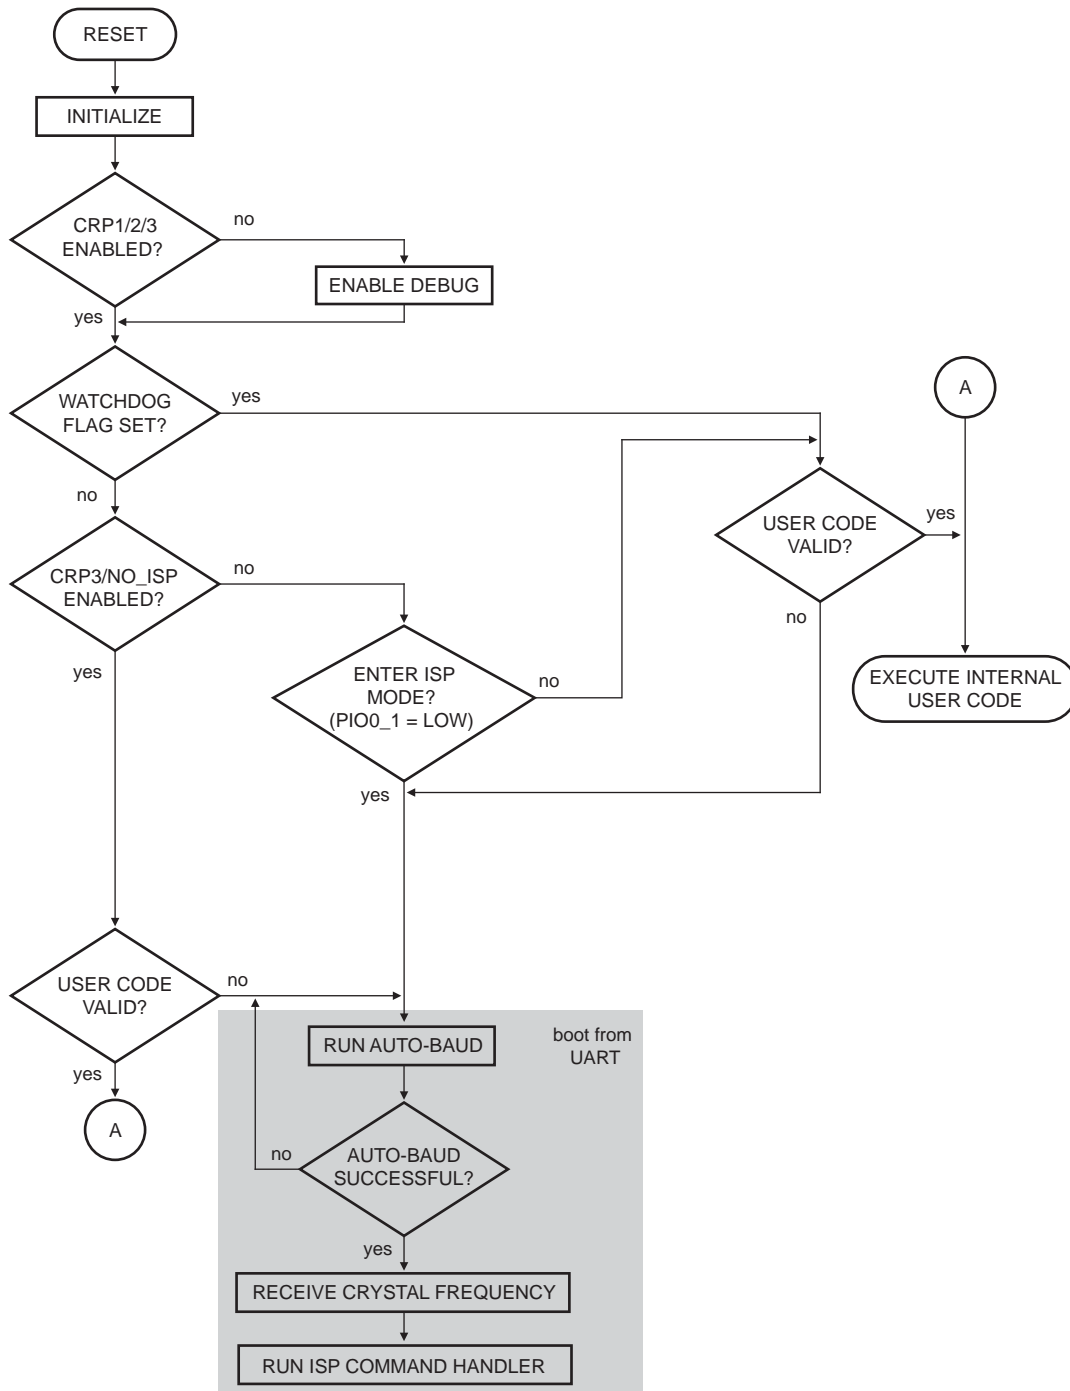 RESET
INITIALIZE
CRP1/2/3
ENABLED?
no
ENABLE DEBUG
yes
WATCHDOG
FLAG SET?
yes
A
no
USER CODE
VALID?
yes
CRP3/NO_ISP
ENABLED?
no
no
yes
ENTER ISP
MODE?
(PIO0_1 = LOW)
no
EXECUTE INTERNAL
USER CODE
yes
USER CODE
VALID?
no
yes
A
boot from
UART
RUN AUTO-BAUD
AUTO-BAUD
SUCCESSFUL?
no
yes
RECEIVE CRYSTAL FREQUENCY
RUN ISP COMMAND HANDLER